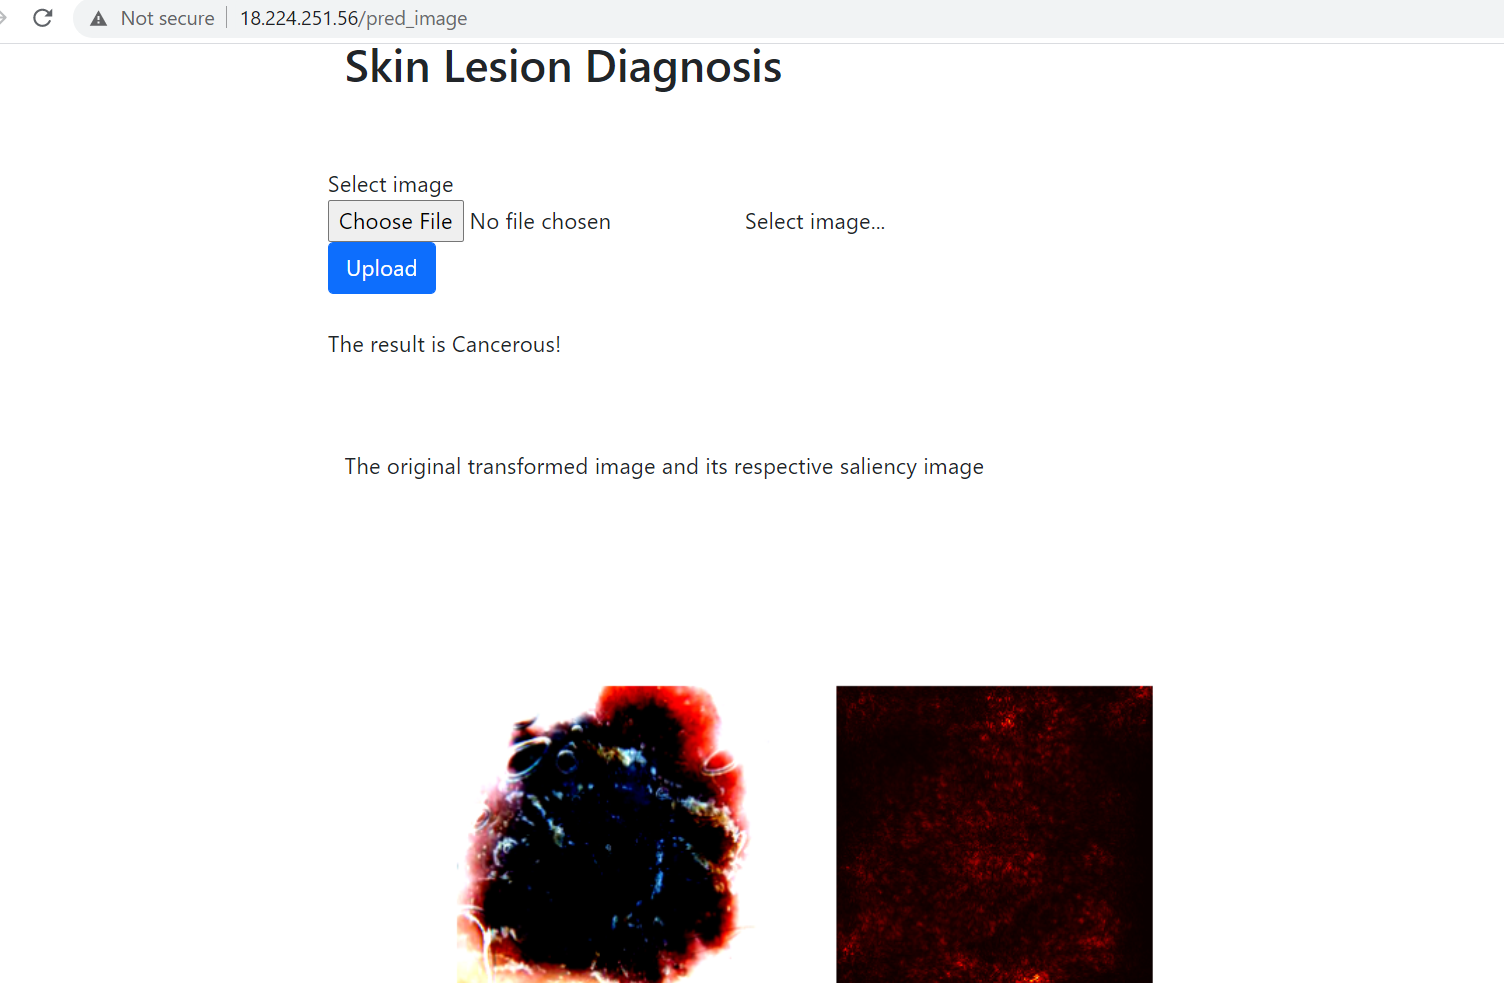 Not secure 18.224.251.56/pred_image
Skin Lesion Diagnosis
Select image
Choose File No file chosen Select image...
Upload
The result is Cancerous!
The original transformed image and its respective saliency image